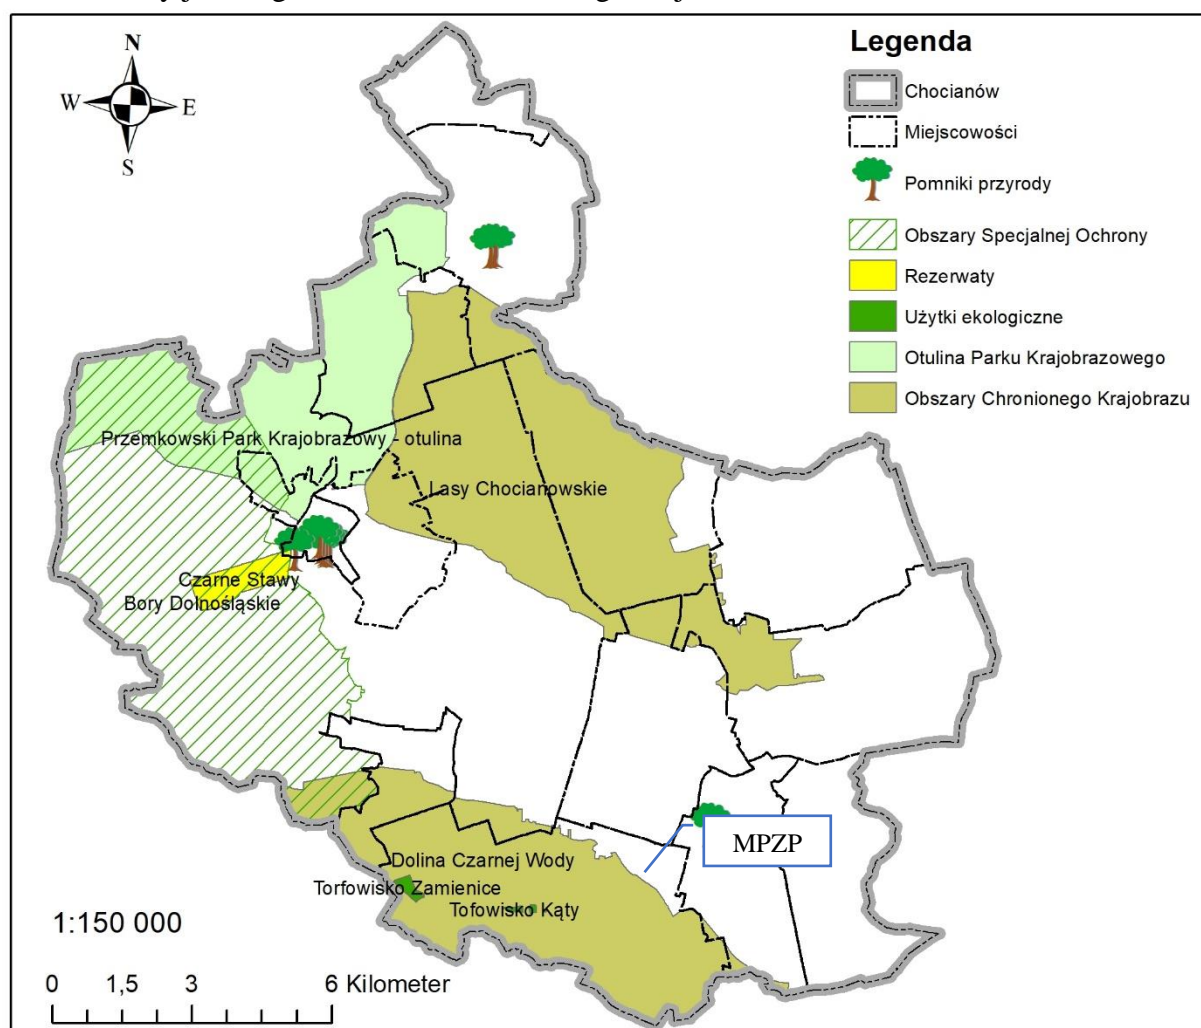 N
W
E
S
Legenda
Chocianów
Miejscowości
Pomniki przyrody
Obszary Specjalnej Ochrony
Rezerwaty
Użytki ekologiczne
Otulina Parku Krajobrazowego
Obszary Chronionego Krajobrazu
Przemkowski Park Krajobrazowy - otulina
Lasy Chocianowskie
Czarne Stawy
Bory Dolnośląskie
MPZP
Dolina Czarnej Wody
Torfowisko Zamienice
Tofowisko Kąty
1:150 000
0 1,5 3 6 Kilometer